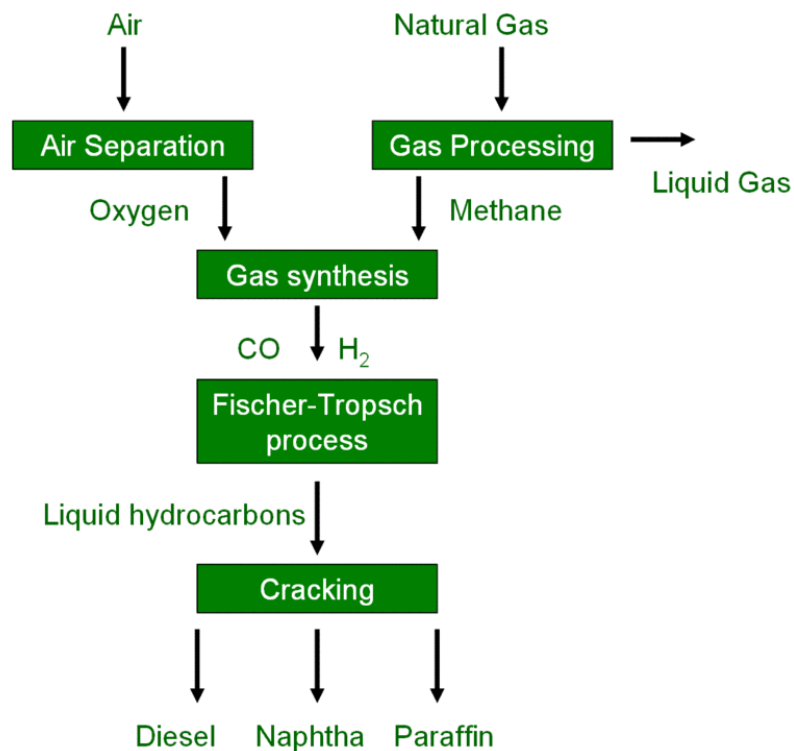 Air
Natural Gas
Air Separation
Gas Processing
Liquid Gas
Oxygen
Methane
Gas synthesis
CO
H₂
Fischer-Tropsch
process
Liquid hydrocarbons
Cracking
Diesel
Naphtha
Paraffin